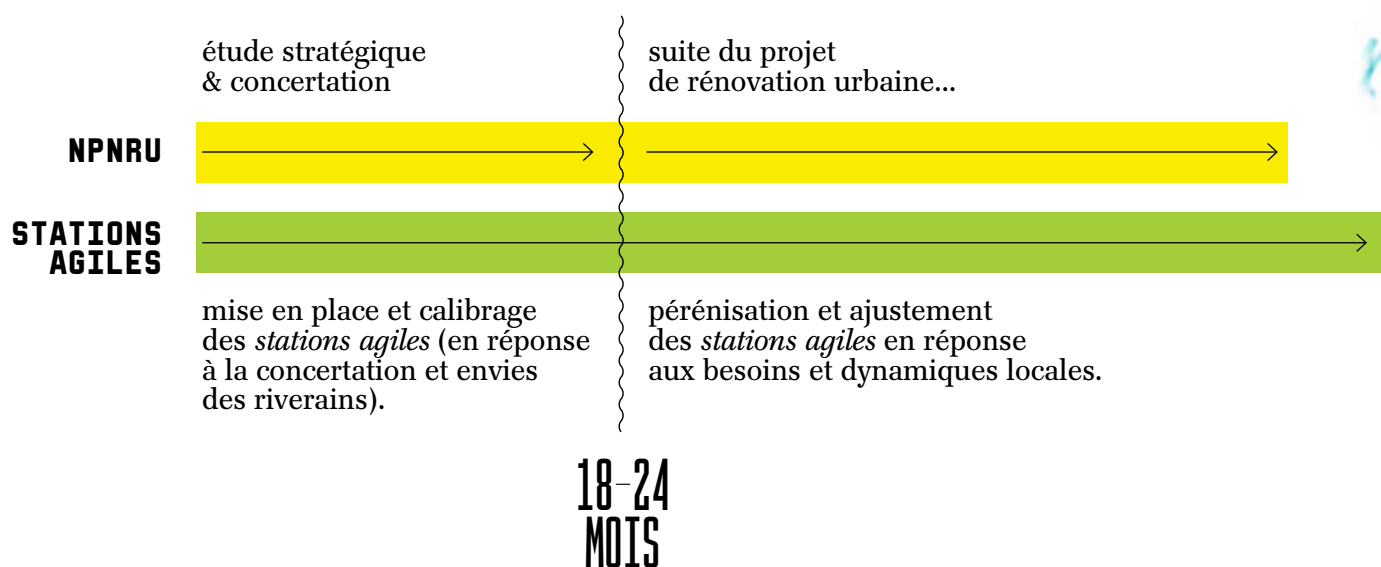 étude stratégique
& concertation
suite du projet
de rénovation urbaine...
NPNRU
STATIONS
AGILES
mise en place et calibrage
des stations agiles (en réponse
à la concertation et envies
des riverains).
pérénisation et ajustement
des stations agiles en réponse
aux besoins et dynamiques locales.
18-24
MOIS